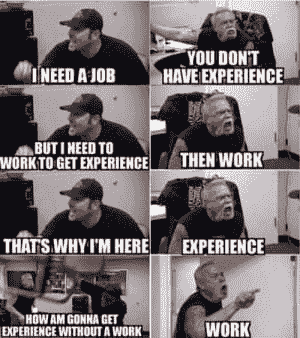 I NEED A JOB
YOU DON'T
HAVE EXPERIENCE
BUT I NEED TO
WORK TO GET EXPERIENCE
THEN WORK
THAT'S WHY I'M HERE
EXPERIENCE
HOW AM GONNA GET
EXPERIENCE WITHOUT A WORK
WORK